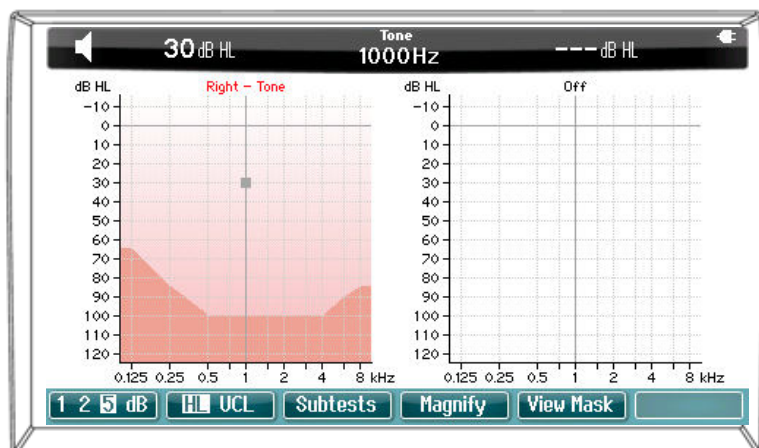 30 dB HL
Tone
1000Hz
--- dB HL
dB HL
Right - Tone
-10
0
10
20
30
40
50
60
70
80
90
100
110
120
0.125 0.25 0.5 1 2 4 8 kHz
dB HL
Off
-10
0
10
20
30
40
50
60
70
80
90
100
110
120
0.125 0.25 0.5 1 2 4 8 kHz
1 2 5 dB
HL UCL
Subtests
Magnify
View Mask